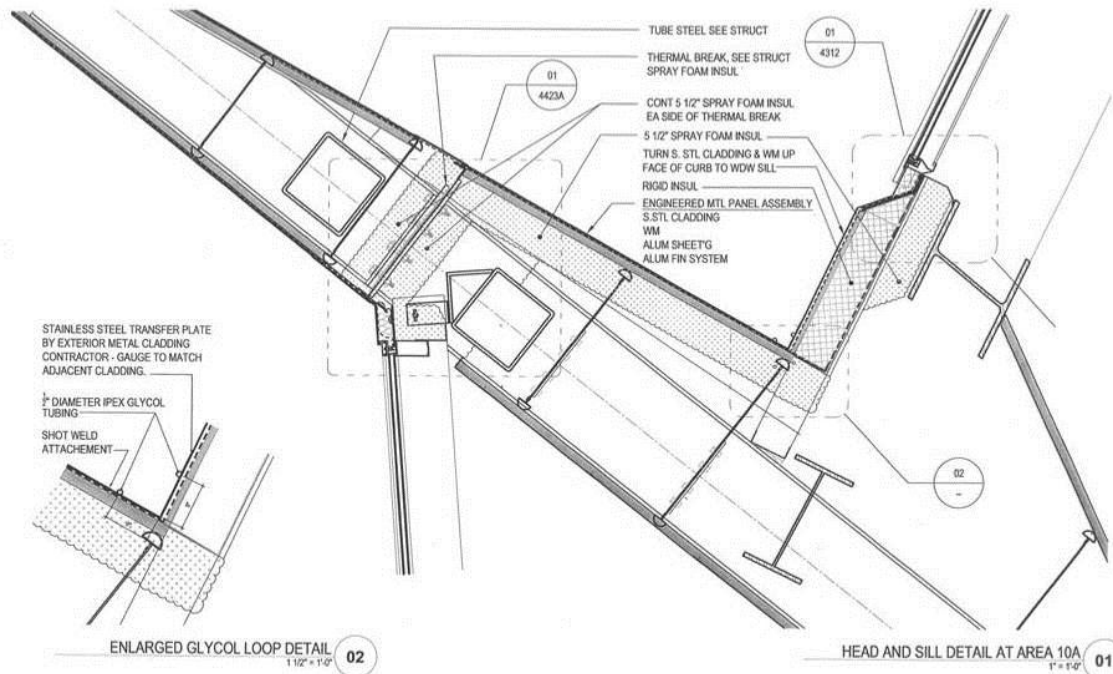 TUBE STEEL SEE STRUCT
THERMAL BREAK, SEE STRUCT
SPRAY FOAM INSUL
CONT 5 1/2" SPRAY FOAM INSUL
EA SIDE OF THERMAL BREAK
5 1/2" SPRAY FOAM INSUL
TURN S. STL CLADDING & WM UP
FACE OF CURB TO WDW SILL
RIGID INSUL
ENGINEERED MTL PANEL ASSEMBLY
S.STL CLADDING
WM
ALUM SHEET'G
ALUM FIN SYSTEM
01
4423A
01
4312
02
–
STAINLESS STEEL TRANSFER PLATE
BY EXTERIOR METAL CLADDING
CONTRACTOR - GAUGE TO MATCH
ADJACENT CLADDING.
DIAMETER IPEX GLYCOL
TUBING
SHOT WELD
ATTACHEMENT
ENLARGED GLYCOL LOOP DETAIL
1 1/2" = 1'-0"
02
HEAD AND SILL DETAIL AT AREA 10A
1" = 1'-0"
01